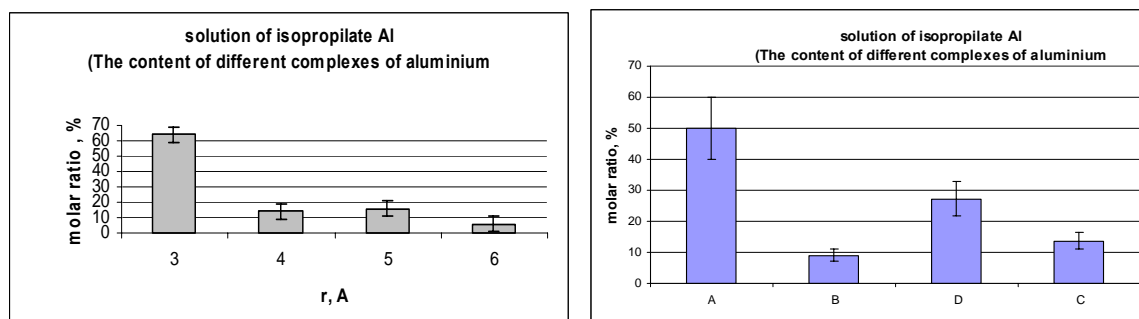 solution of isopropilate Al
(The content of different complexes of aluminium
molar ratio , %
70
60
50
40
30
20
10
0
3 4 5 6
r, A
solution of isopropilate Al
(The content of different complexes of aluminium
molar ratio, %
70
60
50
40
30
20
10
0
A B D C